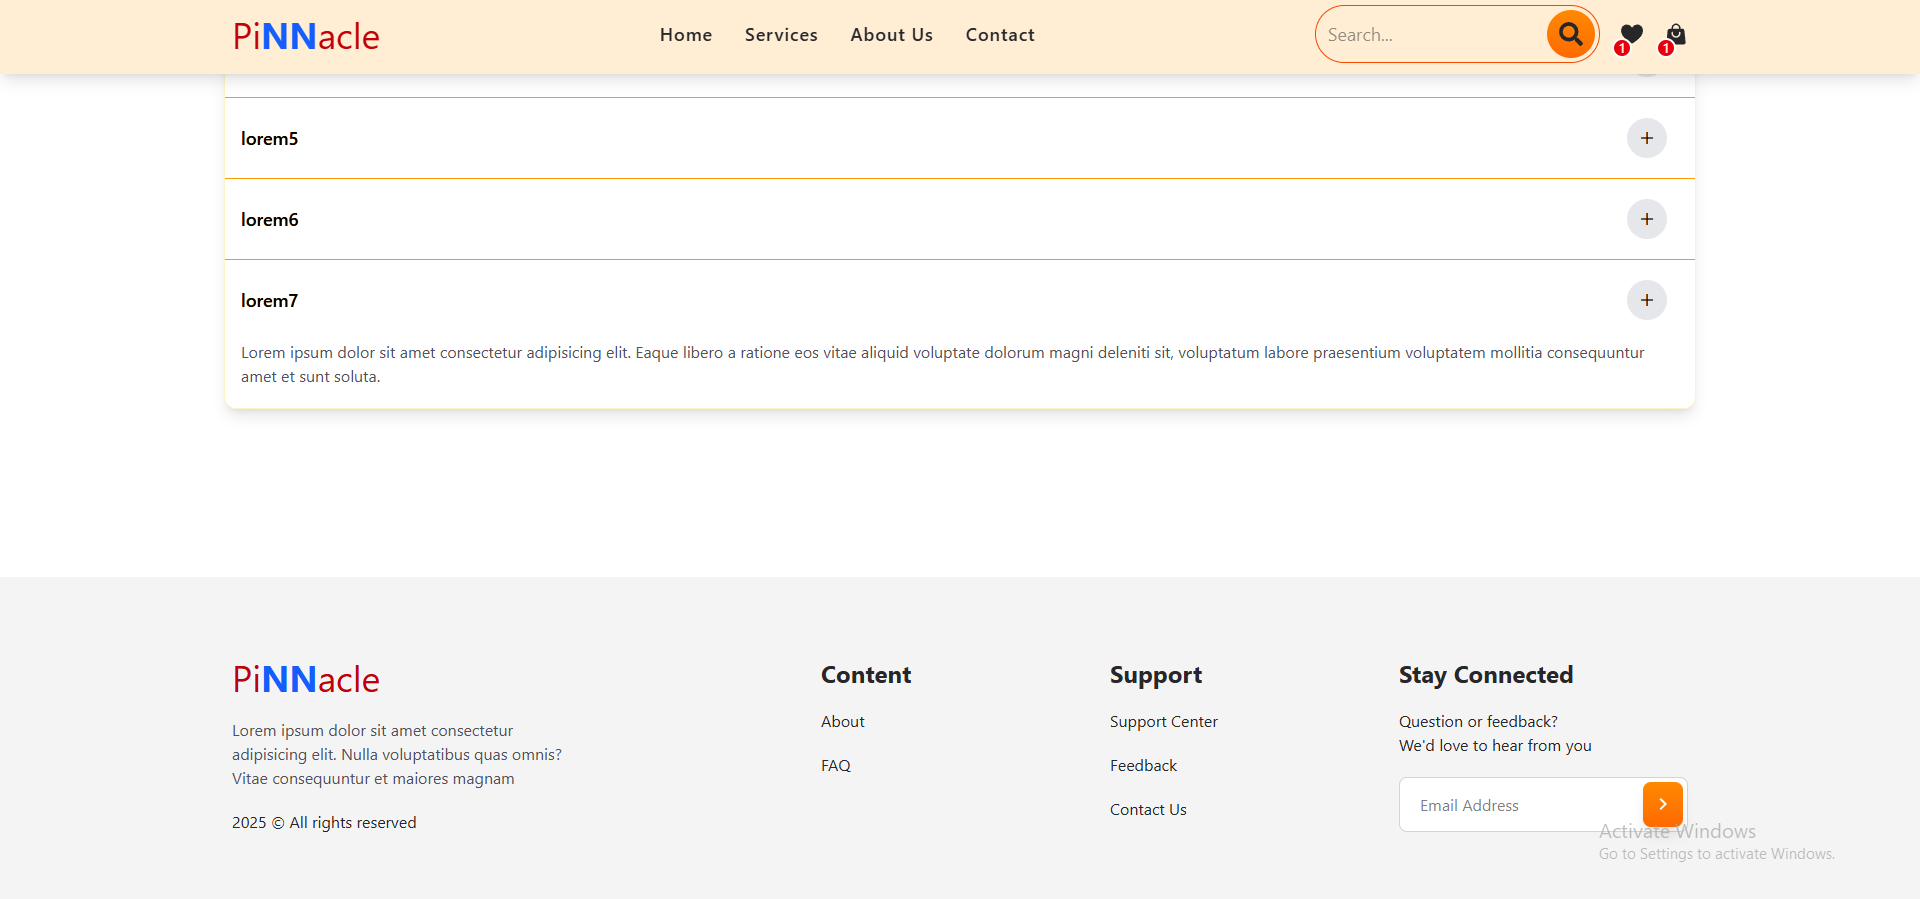 PiNNacle
Home Services About Us Contact
Search...
1 1
lorem5
+
lorem6
+
lorem7
+
Lorem ipsum dolor sit amet consectetur adipisicing elit. Eaque libero a ratione eos vitae aliquid voluptate dolorum magni deleniti sit, voluptatum labore praesentium voluptatem mollitia consequuntur
amet et sunt soluta.
PiNNacle
Lorem ipsum dolor sit amet consectetur
adipisicing elit. Nulla voluptatibus quas omnis?
Vitae consequuntur et maiores magnam
2025 © All rights reserved
Content
About
FAQ
Support
Support Center
Feedback
Contact Us
Stay Connected
Question or feedback?
We'd love to hear from you
Email Address
Activate Windows
Go to Settings to activate Windows.